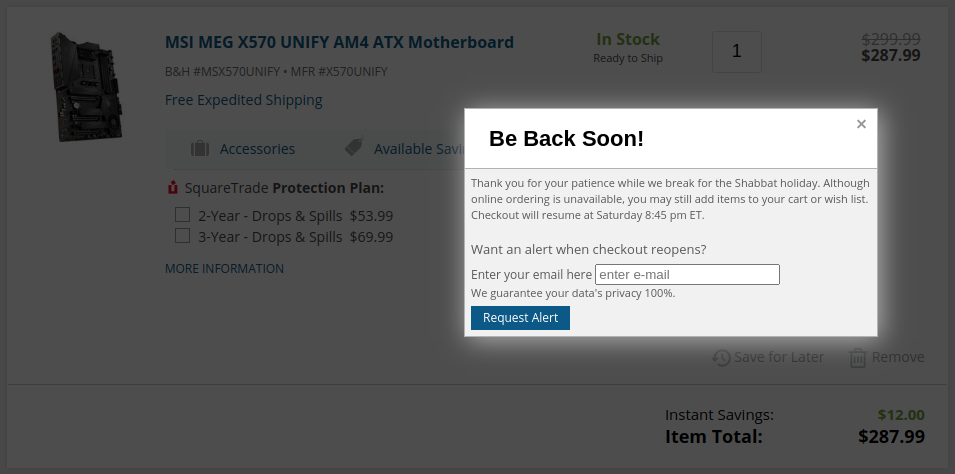 MSI MEG X570 UNIFY AM4 ATX Motherboard
B&H #MSX570UNIFY • MFR #X570UNIFY
Free Expedited Shipping
In Stock
Ready to Ship
1
$299.99
$287.99
Accessories
Available Savi
SquareTrade Protection Plan:
2-Year - Drops & Spills $53.99
3-Year - Drops & Spills $69.99
MORE INFORMATION
×
Be Back Soon!
Thank you for your patience while we break for the Shabbat holiday. Although
online ordering is unavailable, you may still add items to your cart or wish list.
Checkout will resume at Saturday 8:45 pm ET.
Want an alert when checkout reopens?
Enter your email here enter e-mail
We guarantee your data's privacy 100%.
Request Alert
Save for Later
Remove
Instant Savings: $12.00
Item Total: $287.99